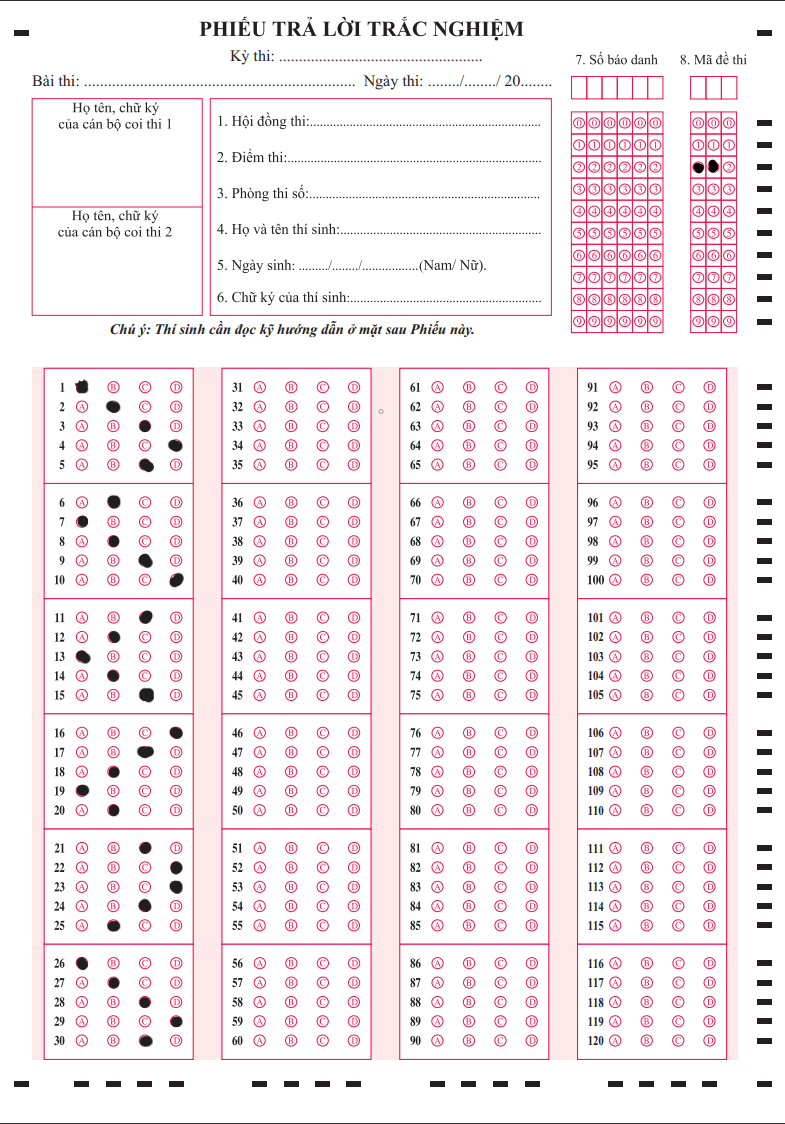 PHIẾU TRẢ LỜI TRẮC NGHIỆM
Kỳ thi: ...................................................
Bài thi: .................................................................... Ngày thi: ......../......../ 20........
7. Số báo danh
8. Mã đề thi
Họ tên, chữ ký
của cán bộ coi thi 1
Họ tên, chữ ký
của cán bộ coi thi 2
1. Hội đồng thi:..................................................................................
2. Điểm thi:..........................................................................................
3. Phòng thi số:..................................................................................
4. Họ và tên thí sinh:.......................................................................
5. Ngày sinh: ........./........./..................(Nam/ Nữ).
6. Chữ ký của thí sinh:...................................................................
0 0 0 0 0 0 0 0 0
1 1 1 1 1 1 1 1 1
2 2 2 2 2 2 2
3 3 3 3 3 3 3 3 3
4 4 4 4 4 4 4 4 4
5 5 5 5 5 5 5 5 5
6 6 6 6 6 6 6 6 6
7 7 7 7 7 7 7 7 7
8 8 8 8 8 8 8 8 8
9 9 9 9 9 9 9 9 9
Chú ý: Thí sinh cần đọc kỹ hướng dẫn ở mặt sau Phiếu này.
1 B C D
2 A C D
3 A B D
4 A B C
5 A B D
6 A C D
7 B C D
8 A C D
9 A B D
10 A B C
11 A B D
12 A C D
13 B C D
14 A C D
15 A B D
16 A B C
17 A B D
18 A C D
19 B C D
20 A C D
21 A B D
22 A B C
23 A B C
24 A B D
25 A C D
26 B C D
27 A C D
28 A B D
29 A B C
30 A B D
31 A B C D
32 A B C D
33 A B C D
34 A B C D
35 A B C D
36 A B C D
37 A B C D
38 A B C D
39 A B C D
40 A B C D
41 A B C D
42 A B C D
43 A B C D
44 A B C D
45 A B C D
46 A B C D
47 A B C D
48 A B C D
49 A B C D
50 A B C D
51 A B C D
52 A B C D
53 A B C D
54 A B C D
55 A B C D
56 A B C D
57 A B C D
58 A B C D
59 A B C D
60 A B C D
61 A B C D
62 A B C D
63 A B C D
64 A B C D
65 A B C D
66 A B C D
67 A B C D
68 A B C D
69 A B C D
70 A B C D
71 A B C D
72 A B C D
73 A B C D
74 A B C D
75 A B C D
76 A B C D
77 A B C D
78 A B C D
79 A B C D
80 A B C D
81 A B C D
82 A B C D
83 A B C D
84 A B C D
85 A B C D
86 A B C D
87 A B C D
88 A B C D
89 A B C D
90 A B C D
91 A B C D
92 A B C D
93 A B C D
94 A B C D
95 A B C D
96 A B C D
97 A B C D
98 A B C D
99 A B C D
100 A B C D
101 A B C D
102 A B C D
103 A B C D
104 A B C D
105 A B C D
106 A B C D
107 A B C D
108 A B C D
109 A B C D
110 A B C D
111 A B C D
112 A B C D
113 A B C D
114 A B C D
115 A B C D
116 A B C D
117 A B C D
118 A B C D
119 A B C D
120 A B C D